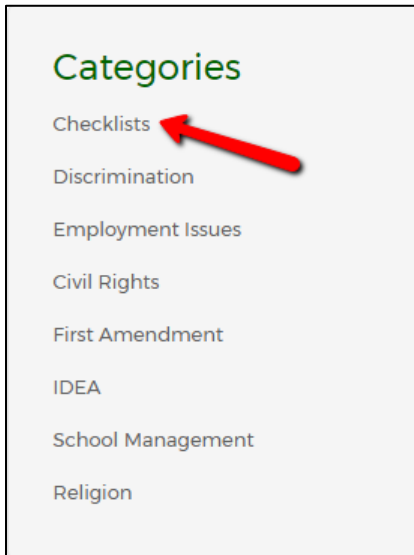 Categories
Checklists
Discrimination
Employment Issues
Civil Rights
First Amendment
IDEA
School Management
Religion